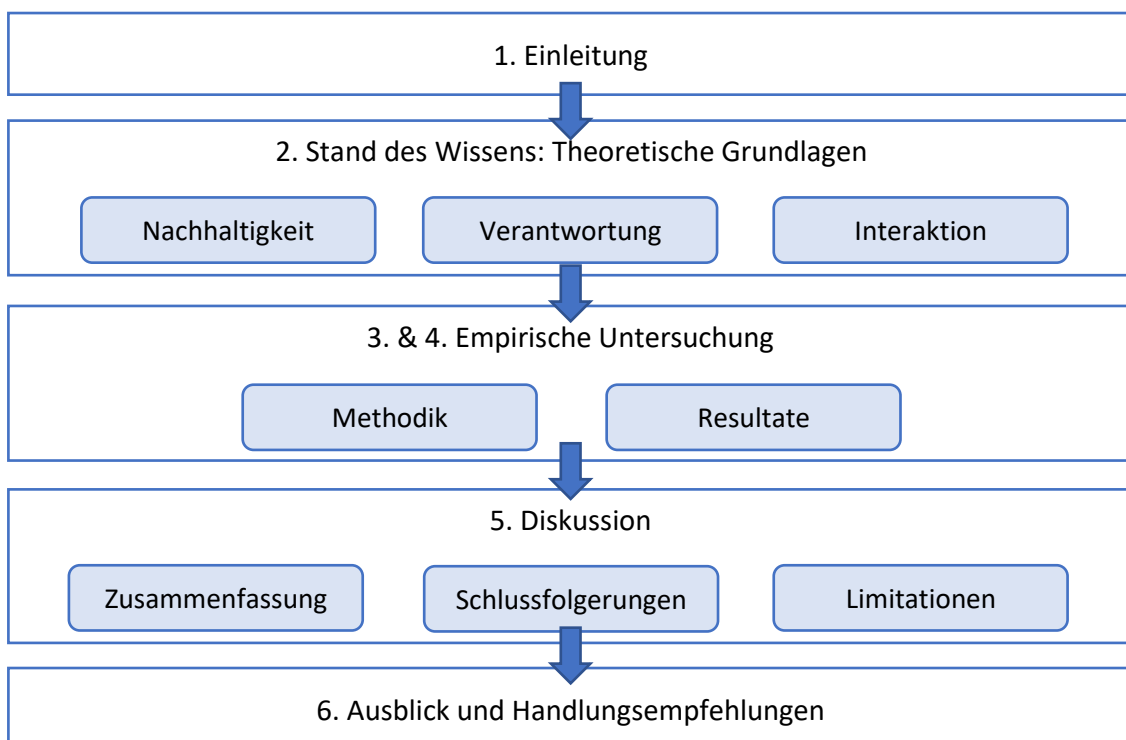 1. Einleitung
2. Stand des Wissens: Theoretische Grundlagen
Nachhaltigkeit
Verantwortung
Interaktion
3. & 4. Empirische Untersuchung
Methodik
Resultate
5. Diskussion
Zusammenfassung
Schlussfolgerungen
Limitationen
6. Ausblick und Handlungsempfehlungen